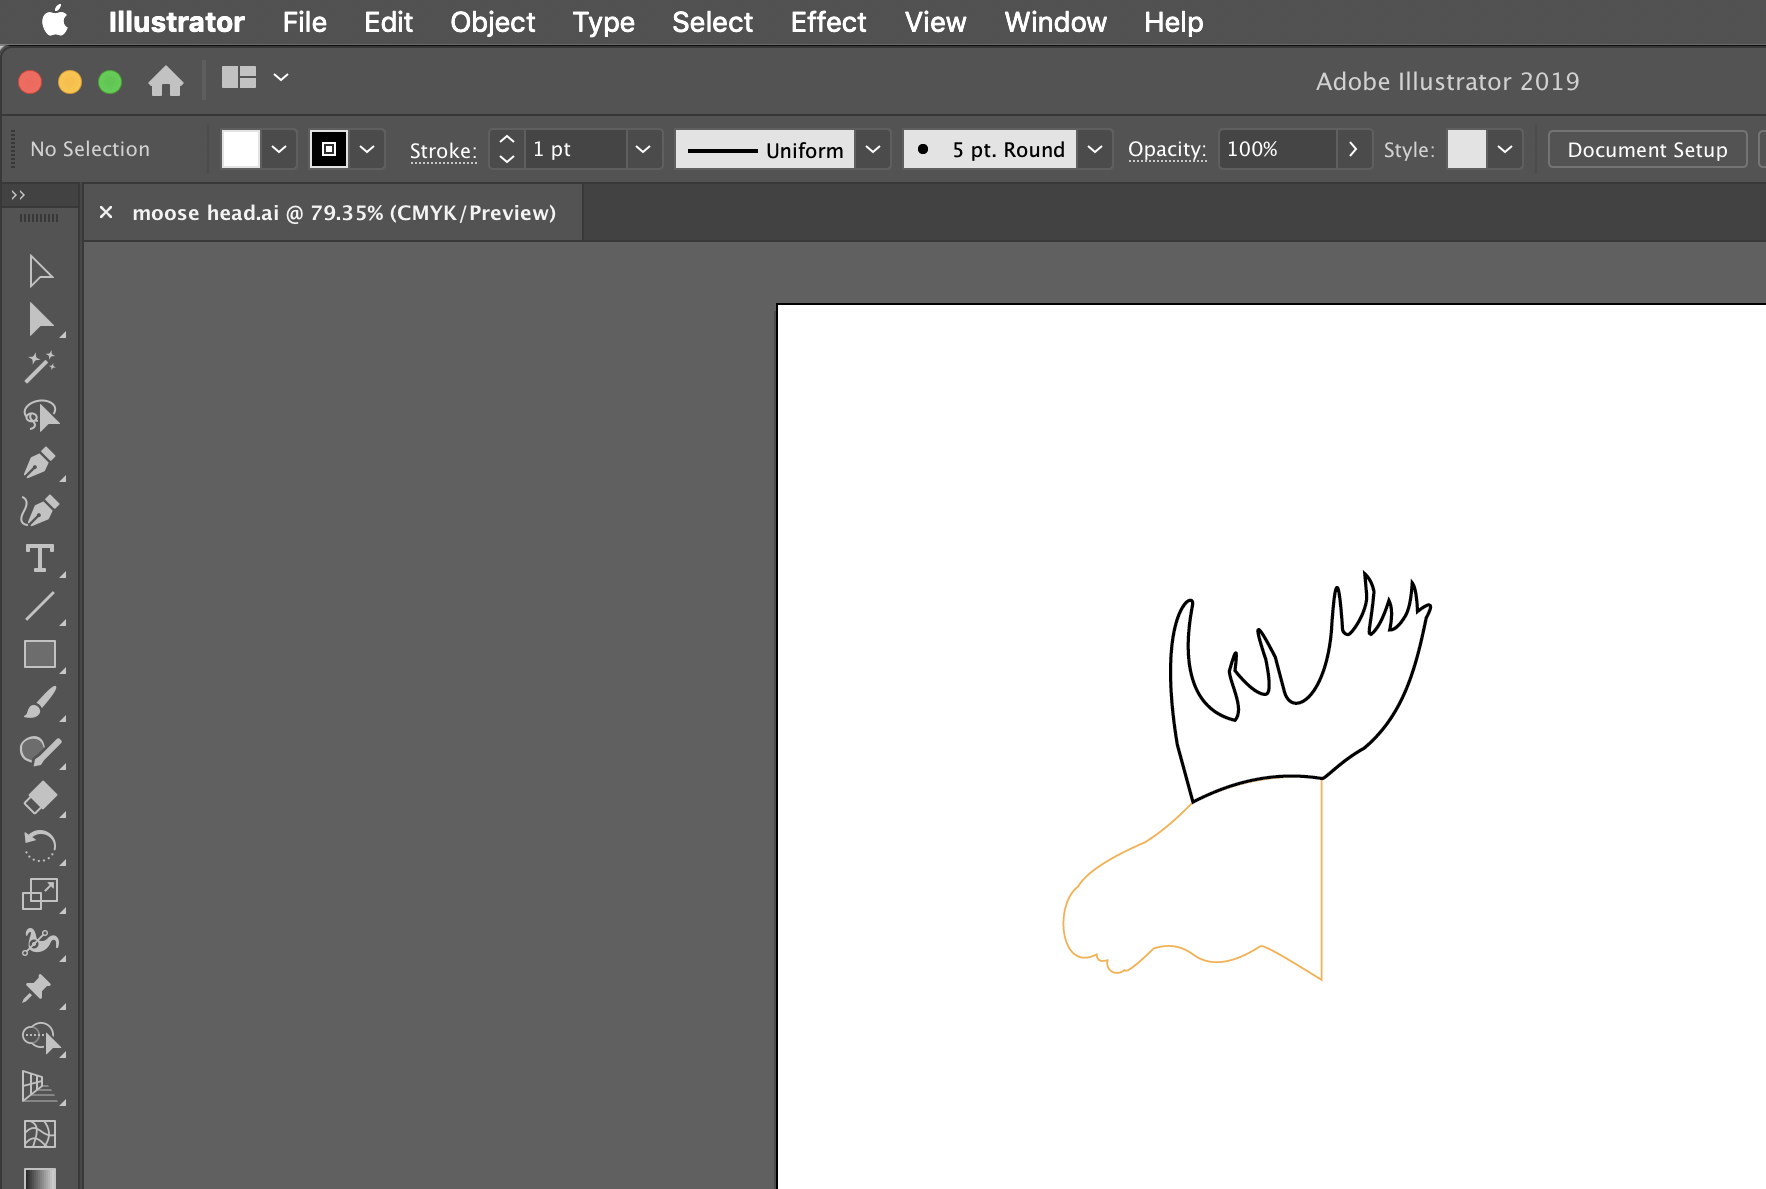 Illustrator File Edit Object Type Select Effect View Window Help
Adobe Illustrator 2019
No Selection Stroke: 1 pt Uniform 5 pt. Round Opacity: 100% Style: Document Setup
moose head.ai @ 79.35% (CMYK/Preview)